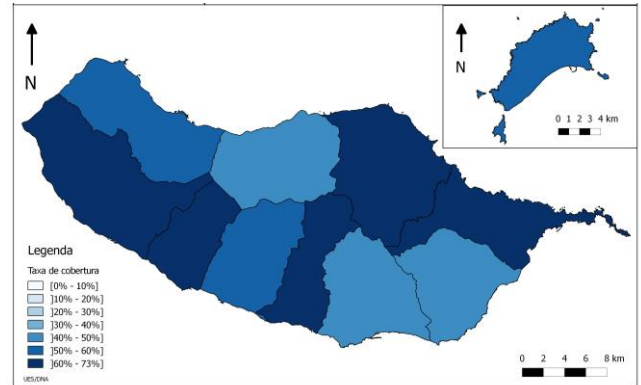 N
N
0 1 2 3 4 km
Legenda
Taxa de cobertura
[0% - 10%]
]10% - 20%]
]20% - 30%]
]30% - 40%]
]40% - 50%]
]50% - 60%]
]60% - 73%]
UES/DNA
0 2 4 6 8 km